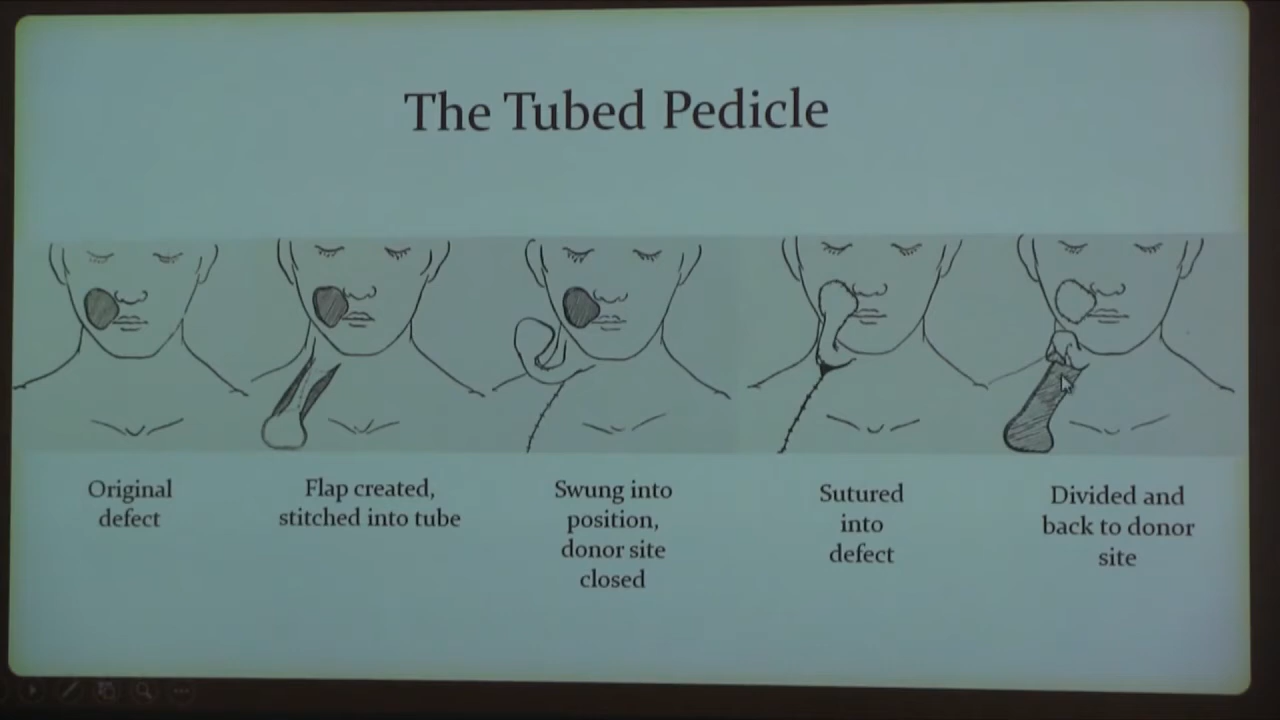 The Tubed Pedicle
Original
defect
Flap created,
stitched into tube
Swung into
position,
donor site
closed
Sutured
into
defect
Divided and
back to donor
site